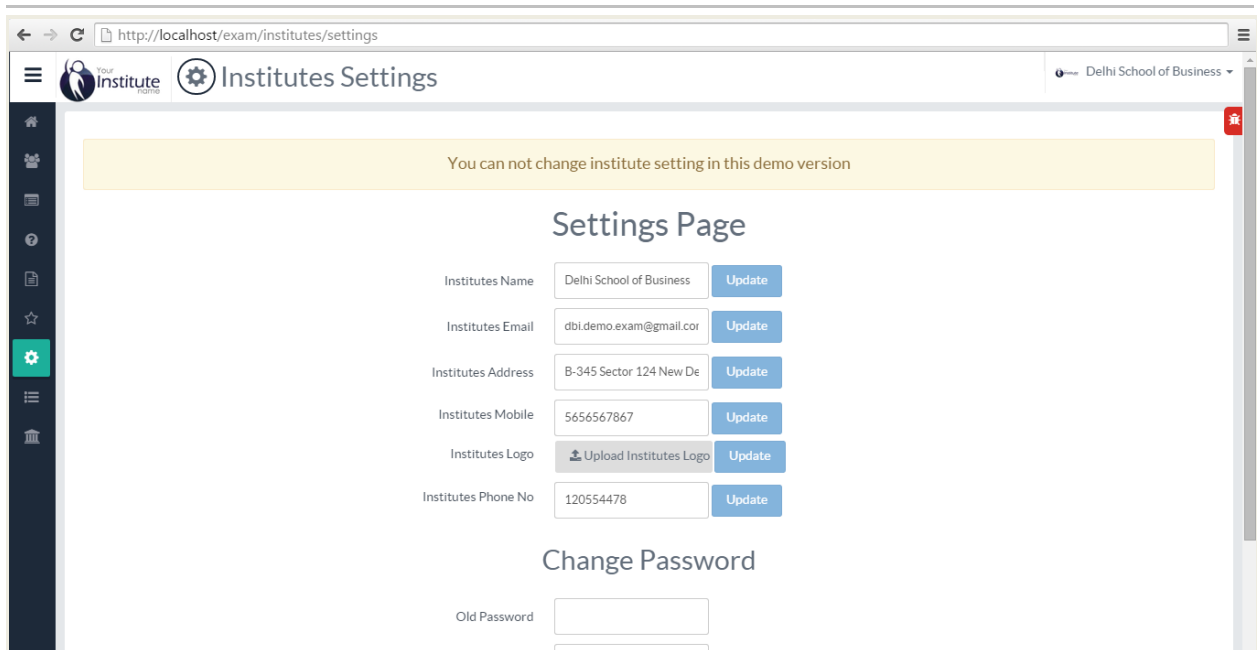 http://localhost/exam/institutes/settings
Your
Institute
name
Institutes Settings
Delhi School of Business
You can not change institute setting in this demo version
Settings Page
Institutes Name Delhi School of Business Update
Institutes Email dbi.demo.exam@gmail.cor Update
Institutes Address B-345 Sector 124 New De Update
Institutes Mobile 5656567867 Update
Institutes Logo Upload Institutes Logo Update
Institutes Phone No 120554478 Update
Change Password
Old Password